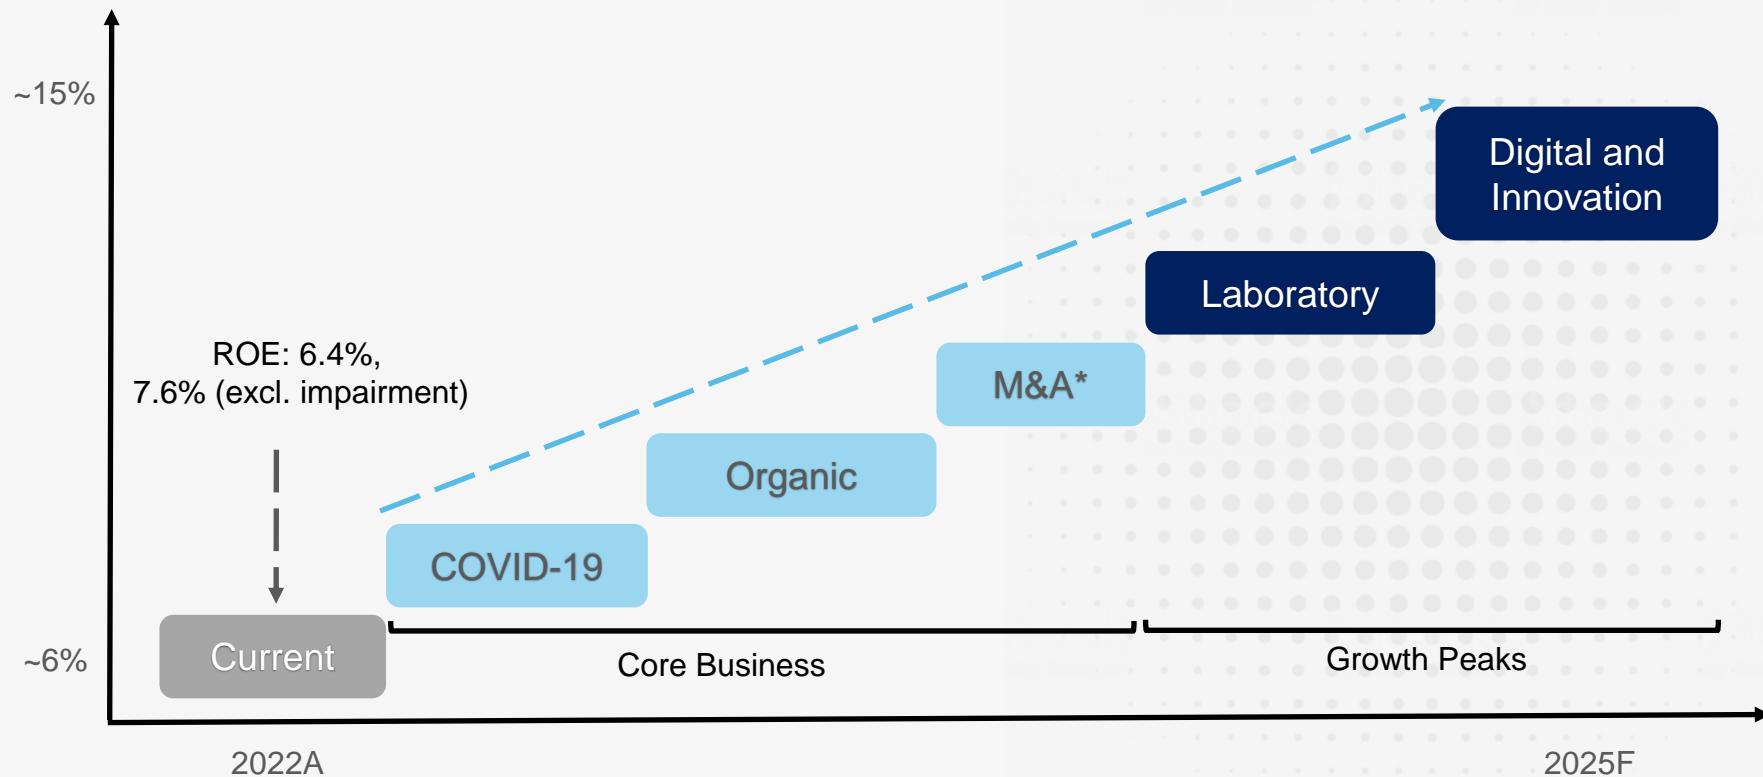 ~15%
Digital and
Innovation
Laboratory
ROE: 6.4%,
7.6% (excl. impairment)
M&A*
Organic
COVID-19
Current
~6%
Core Business
Growth Peaks
2022A
2025F